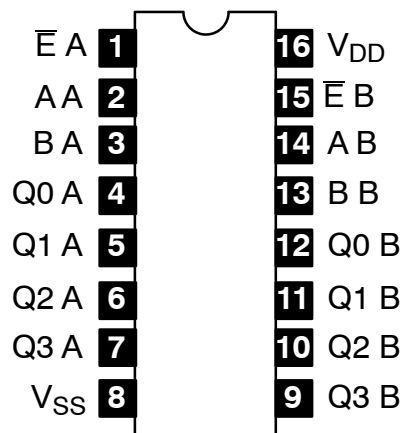 E̅ A 1 16 VDD
A A 2 15 E̅ B
B A 3 14 A B
Q0 A 4 13 B B
Q1 A 5 12 Q0 B
Q2 A 6 11 Q1 B
Q3 A 7 10 Q2 B
VSS 8 9 Q3 B